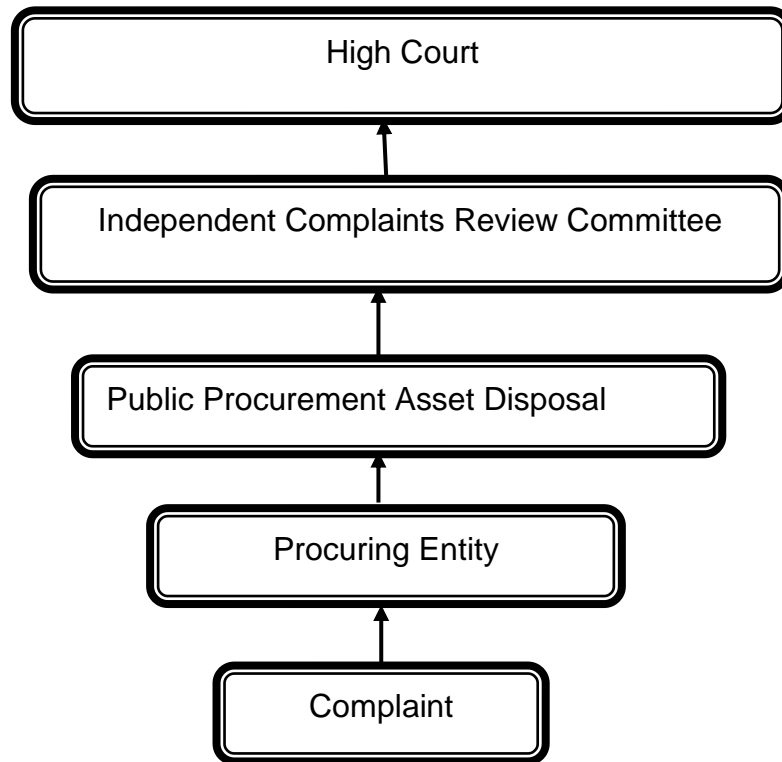 High Court
Independent Complaints Review Committee
Public Procurement Asset Disposal
Procuring Entity
Complaint